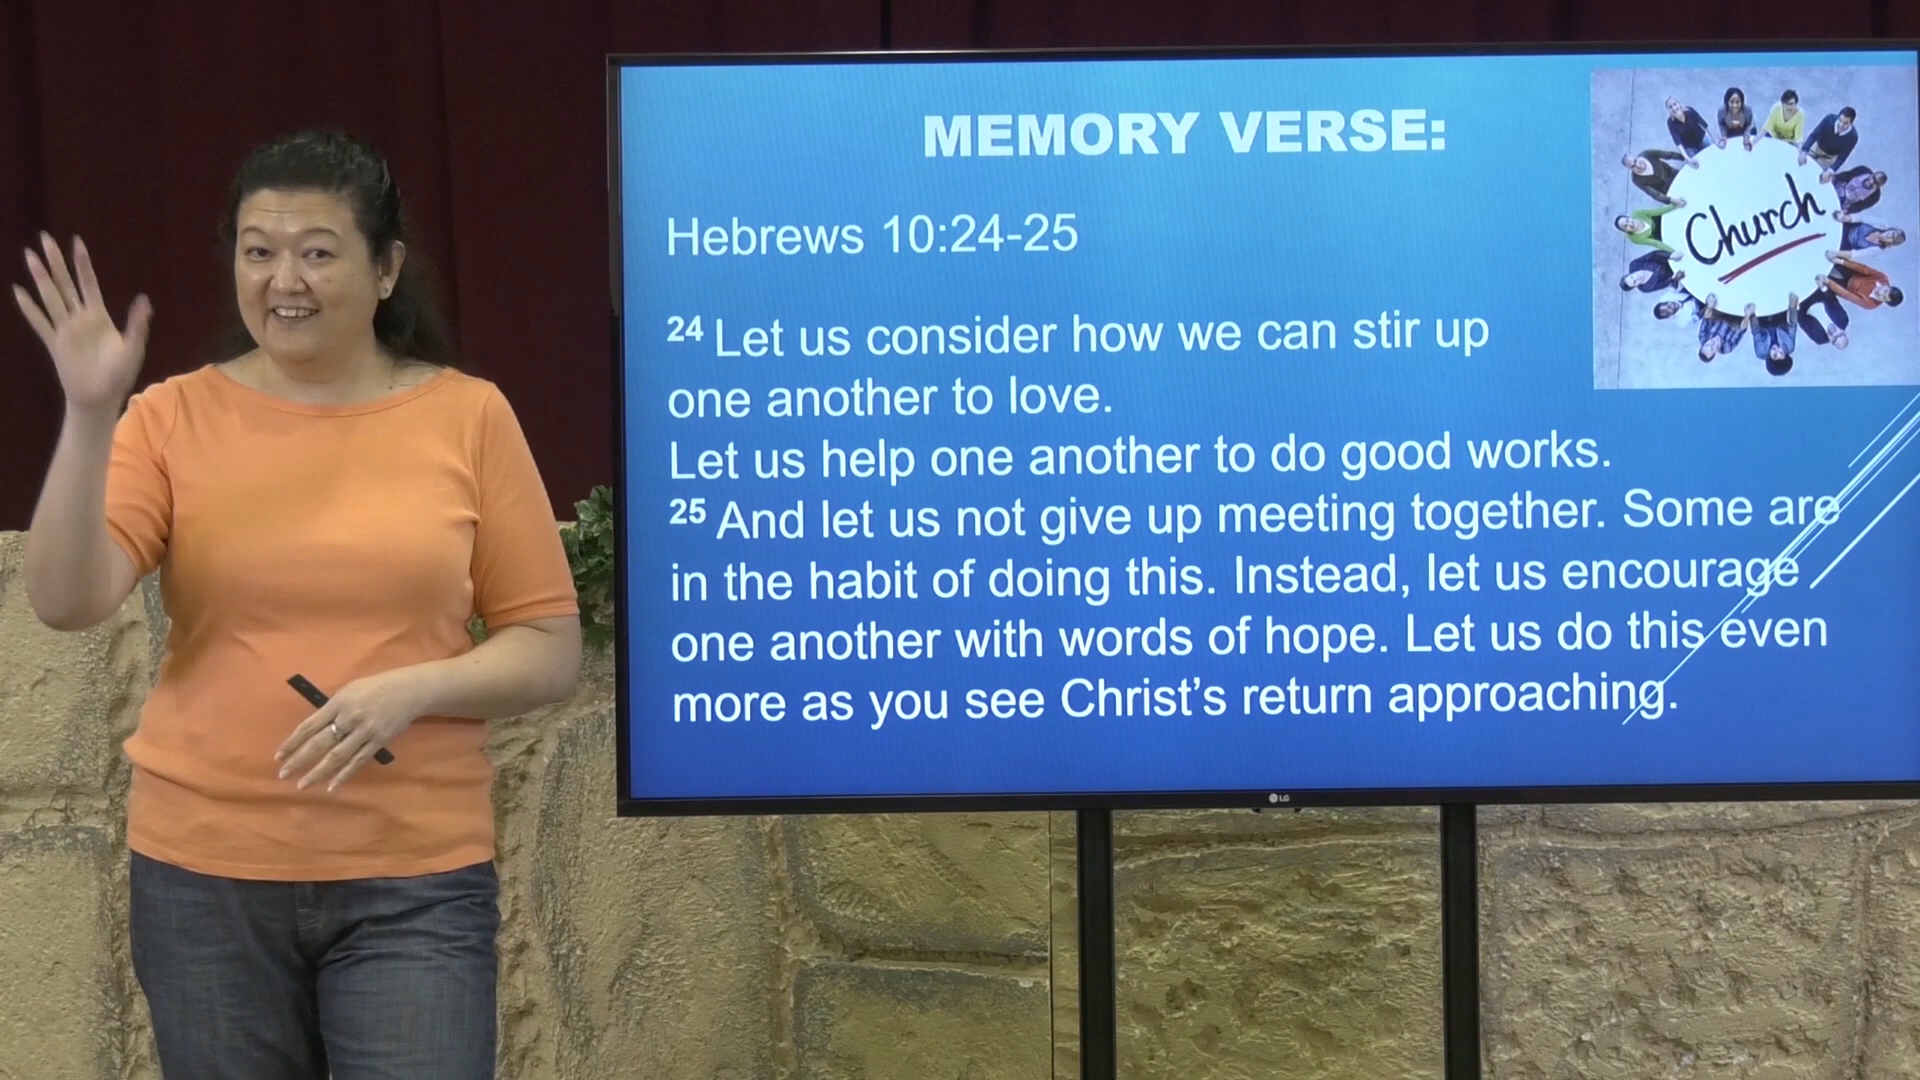 MEMORY VERSE:
Church
Hebrews 10:24-25
24 Let us consider how we can stir up
one another to love.
Let us help one another to do good works.
25 And let us not give up meeting together. Some are
in the habit of doing this. Instead, let us encourage
one another with words of hope. Let us do this even
more as you see Christ’s return approaching.
LG